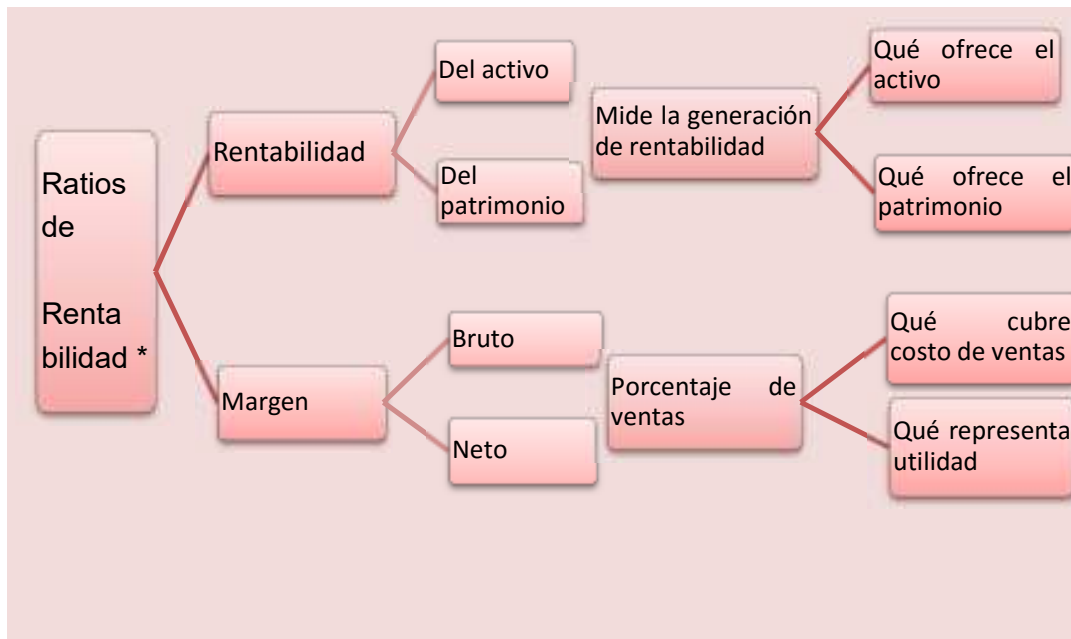 Ratios
de
Renta
bilidad *
Rentabilidad
Del activo
Del
patrimonio
Mide la generación
de rentabilidad
Qué ofrece el
activo
Qué ofrece el
patrimonio
Margen
Bruto
Neto
Porcentaje de
ventas
Qué cubre
costo de ventas
Qué representa
utilidad